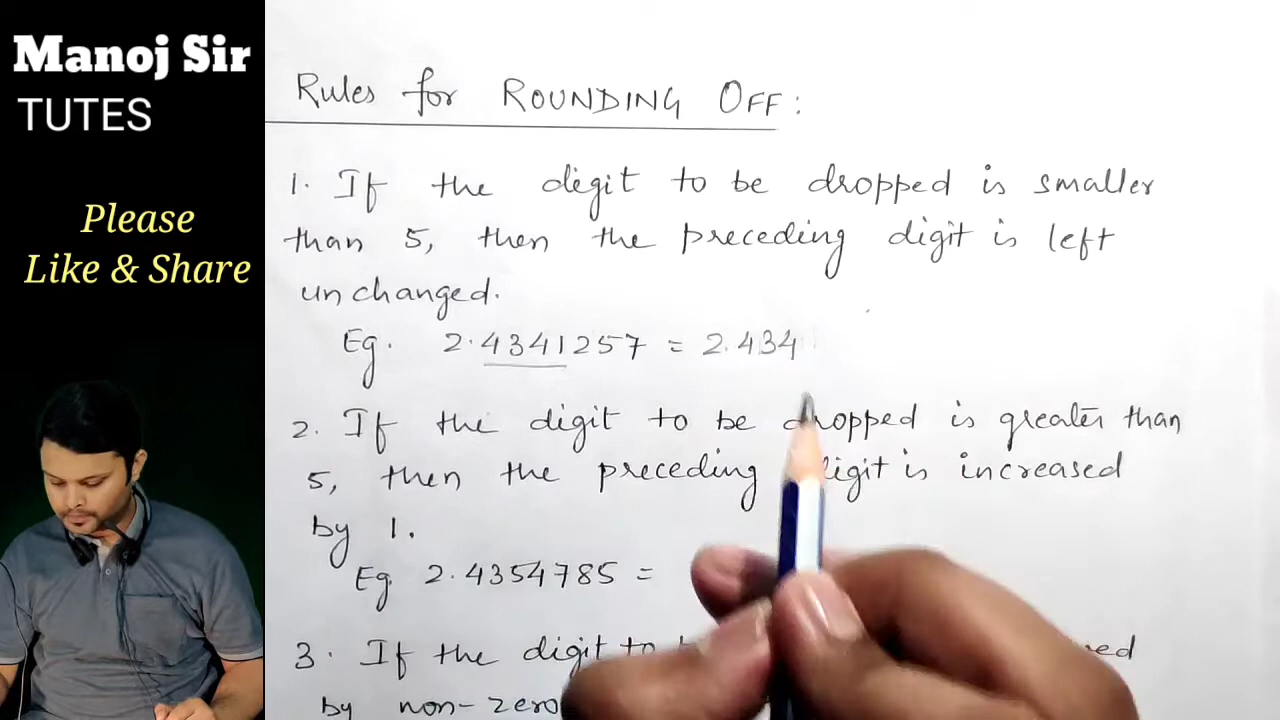 Manoj Sir
TUTES
Please
Like & Share
Rules for ROUNDING OFF:
1. If the digit to be dropped is smaller
than 5, then the preceding digit is left
unchanged.
Eg. 2.4341257 = 2.434
2. If the digit to be dropped is greater than
5, then the preceding digit is increased
by 1.
Eg. 2.4354785 =
3. If the digit to
by non-zero